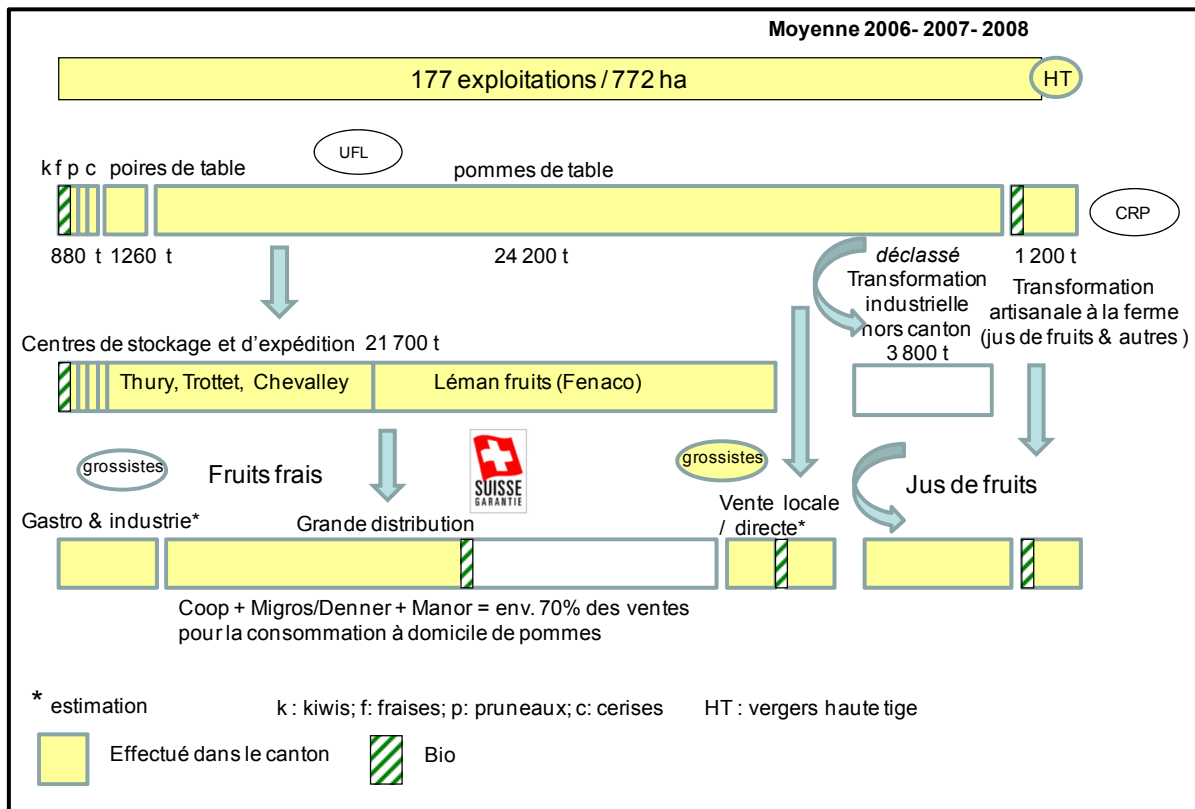 Moyenne 2006- 2007- 2008
177 exploitations / 772 ha
HT
UFL
k f p c poires de table
pommes de table
CRP
880 t 1260 t
24 200 t
déclassé
Transformation
industrielle
hors canton
3 800 t
1 200 t
Transformation
artisanale à la ferme
(jus de fruits & autres )
Centres de stockage et d'expédition 21 700 t
Thury, Trottet, Chevalley
Léman fruits (Fenaco)
grossistes
Fruits frais
SUISSE
GARANTIE
grossistes
Jus de fruits
Gastro & industrie*
Grande distribution
Vente locale
/ directe*
Coop + Migros/Denner + Manor = env. 70% des ventes
pour la consommation à domicile de pommes
* estimation
k : kiwis; f: fraises; p: pruneaux; c: cerises
HT : vergers haute tige
Effectué dans le canton
Bio